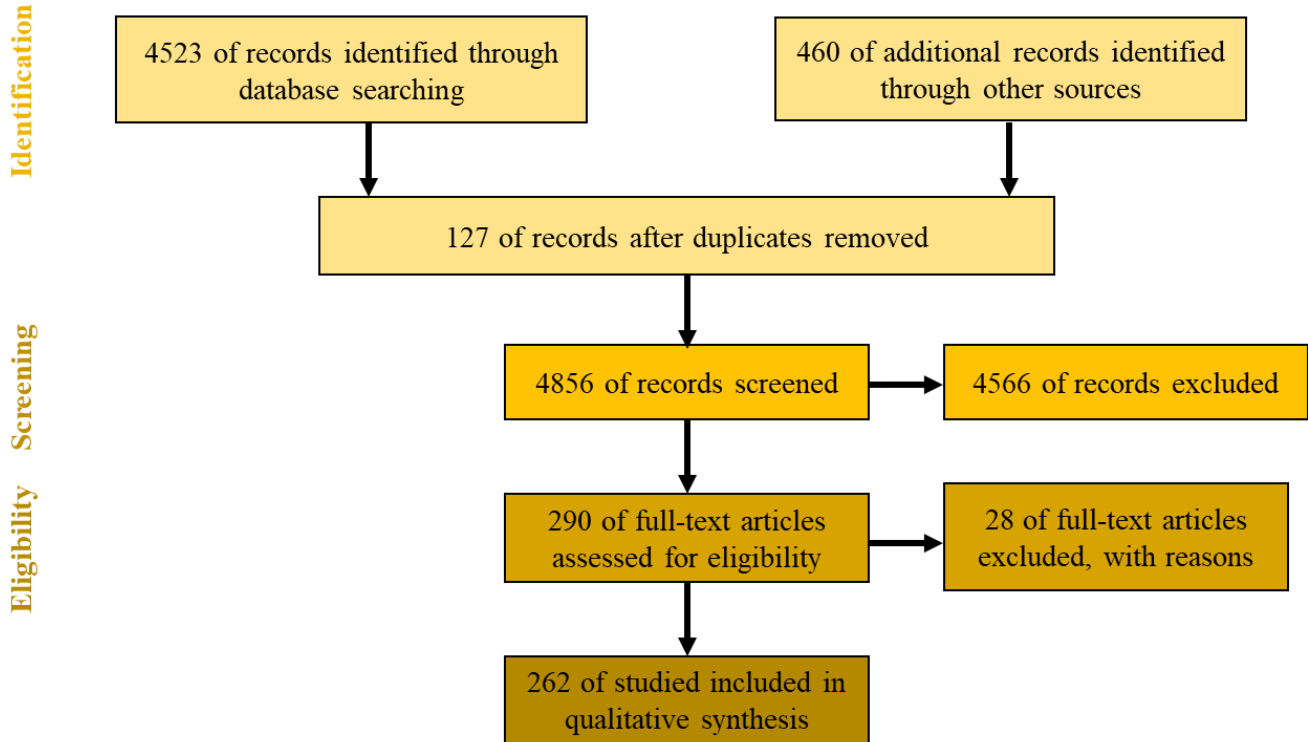 Identification
4523 of records identified through
database searching
460 of additional records identified
through other sources
127 of records after duplicates removed
Screening
4856 of records screened
4566 of records excluded
Eligibility
290 of full-text articles
assessed for eligibility
28 of full-text articles
excluded, with reasons
262 of studied included in
qualitative synthesis